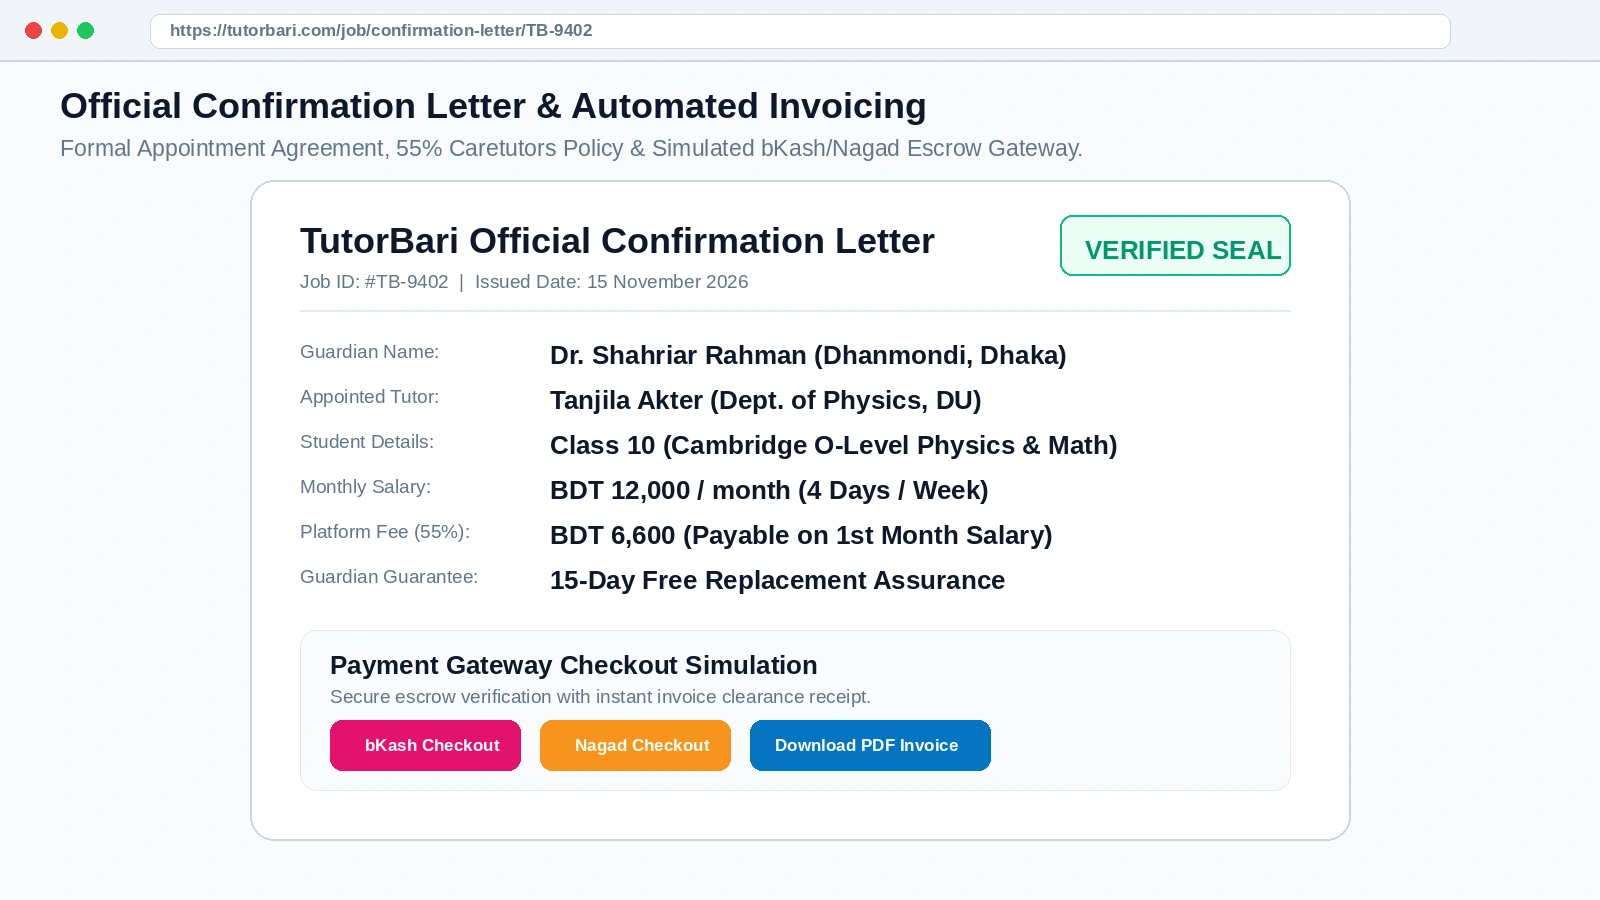 https://tutorbari.com/job/confirmation-letter/TB-9402
Official Confirmation Letter & Automated Invoicing
Formal Appointment Agreement, 55% Caretutors Policy & Simulated bKash/Nagad Escrow Gateway.
TutorBari Official Confirmation Letter
VERIFIED SEAL
Job ID: #TB-9402 | Issued Date: 15 November 2026
Guardian Name: Dr. Shahriar Rahman (Dhanmondi, Dhaka)
Appointed Tutor: Tanjila Akter (Dept. of Physics, DU)
Student Details: Class 10 (Cambridge O-Level Physics & Math)
Monthly Salary: BDT 12,000 / month (4 Days / Week)
Platform Fee (55%): BDT 6,600 (Payable on 1st Month Salary)
Guardian Guarantee: 15-Day Free Replacement Assurance
Payment Gateway Checkout Simulation
Secure escrow verification with instant invoice clearance receipt.
bKash Checkout Nagad Checkout Download PDF Invoice